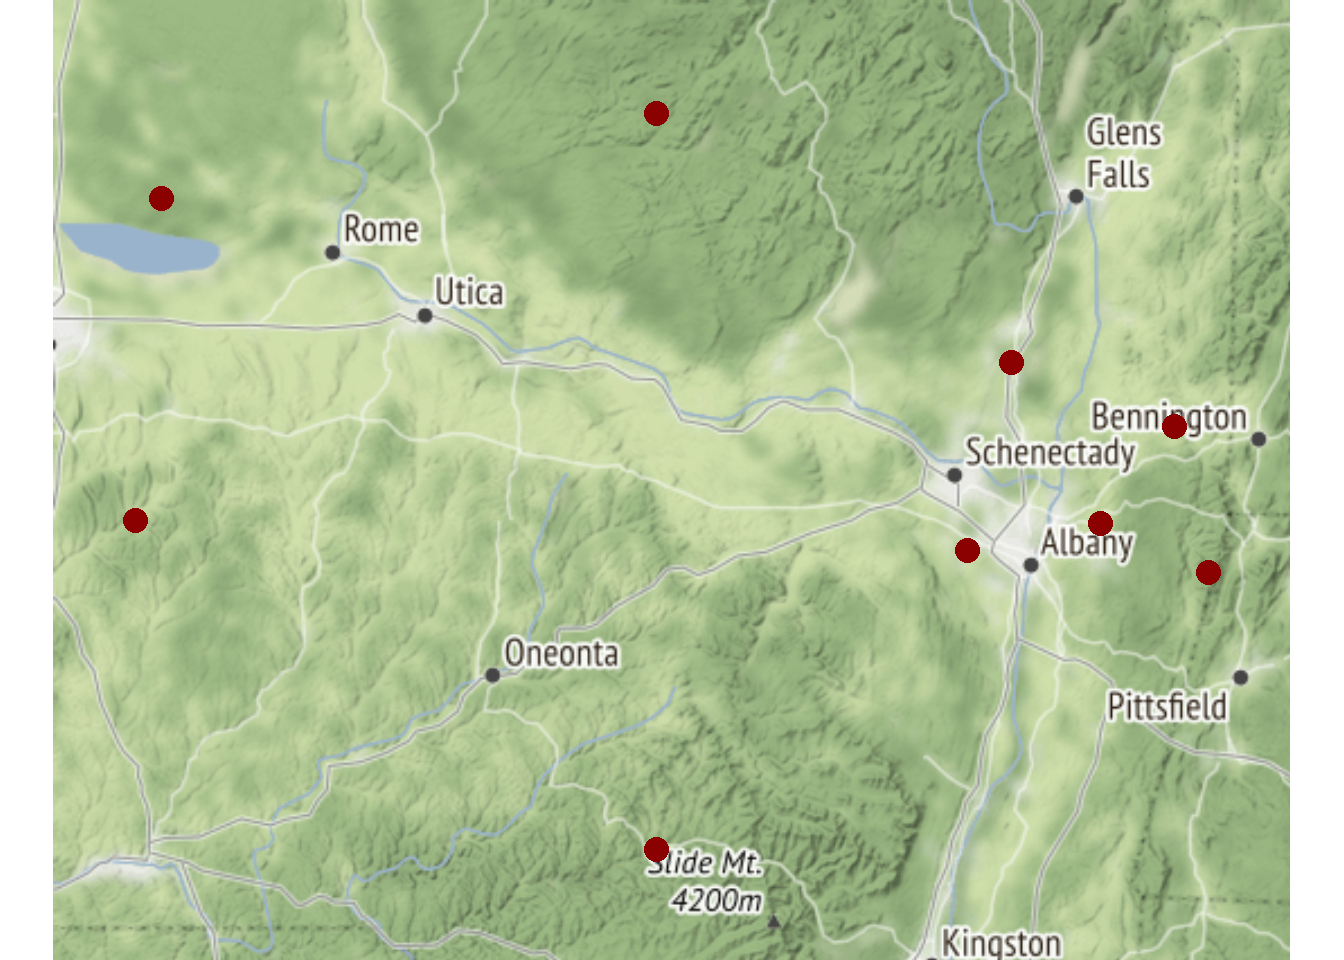 Glens
Falls
Rome
Utica
Bennington
Schenectady
Albany
Oneonta
Pittsfield
Slide Mt.
4200m
Kingston